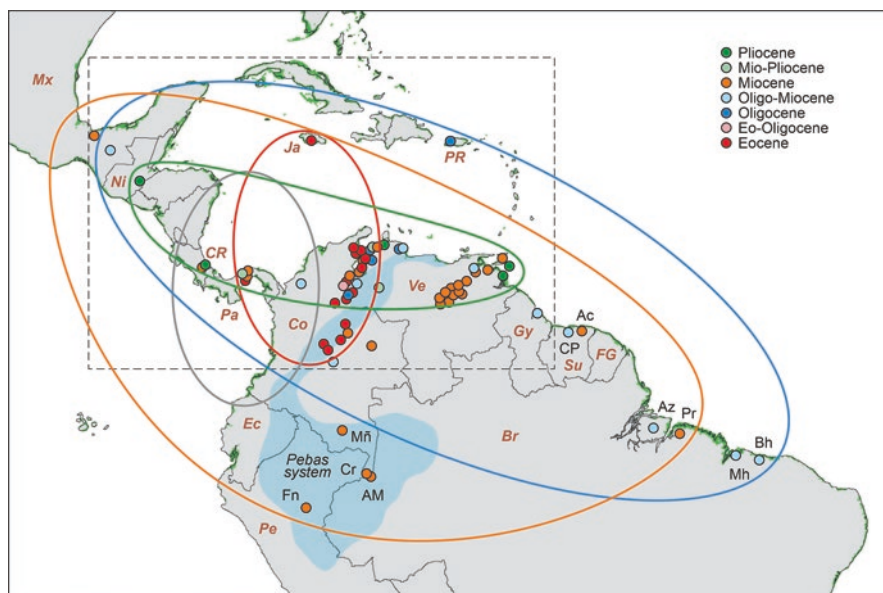 Mx
Pliocene
Mio-Pliocene
Miocene
Oligo-Miocene
Oligocene
Eo-Oligocene
Eocene
Ja
PR
Ni
CR
Pa
Co
Ve
Gy
Ac
CP
Su
FG
Ec
Mñ
Br
Az
Pr
Pebas
system
Cr
AM
Fn
Mh
Bh
Pe